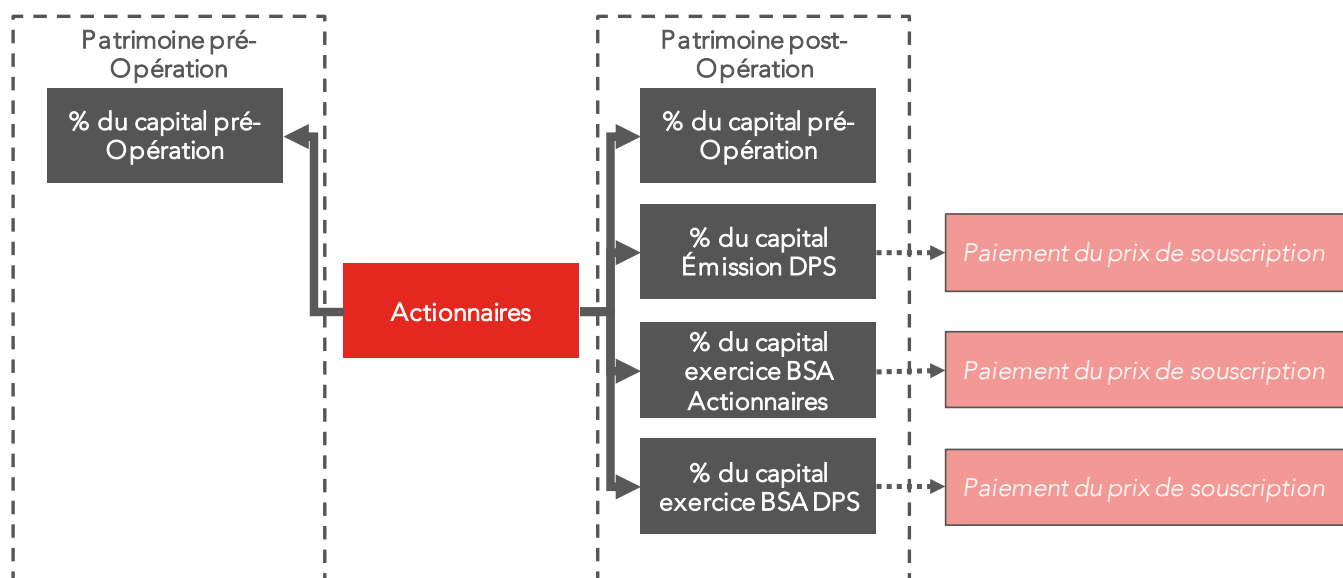 Patrimoine pré-
Opération
% du capital pré-
Opération
Actionnaires
Patrimoine post-
Opération
% du capital pré-
Opération
% du capital
Émission DPS
Paiement du prix de souscription
% du capital
exercice BSA
Actionnaires
Paiement du prix de souscription
% du capital
exercice BSA DPS
Paiement du prix de souscription